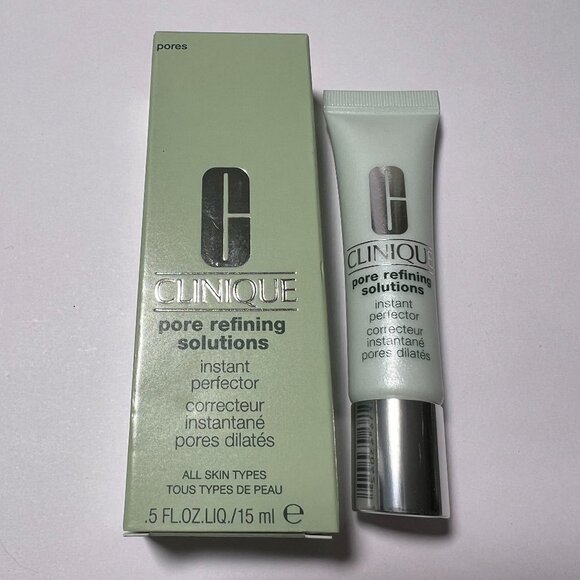 pores
CLINIQUE
pore refining
solutions
instant
perfector
correcteur
instantané
pores dilatés
ALL SKIN TYPES
TOUS TYPES DE PEAU
.5 FL.OZ.LIQ./15 ml e
CLINIQUE
pore refining
solutions
instant
perfector
correcteur
instantané
pores dilatés